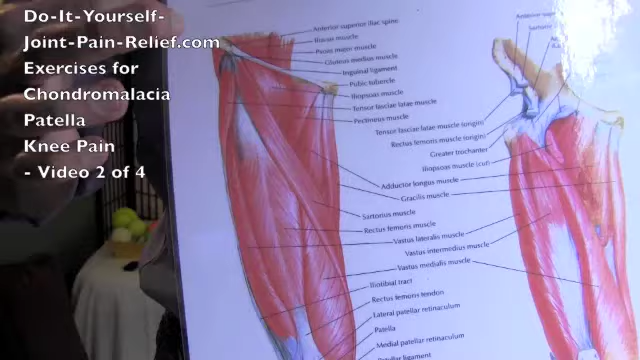 Do-It-Yourself-
Joint-Pain-Relief.com
Exercises for
Chondromalacia
Patella
Knee Pain
- Video 2 of 4
Anterior superior iliac spine
Iliacus muscle
Psoas major muscle
Gluteus medius muscle
Inguinal ligament
Pubic tubercle
Iliopsoas muscle
Tensor fasciae latae muscle
Pectineus muscle
Tensor fasciae latae muscle (origin)
Rectus femoris muscle (origin)
Greater trochanter
Iliopsoas muscle (cut)
Adductor longus muscle
Gracilis muscle
Sartorius muscle
Rectus femoris muscle
Vastus lateralis muscle
Vastus intermedius muscle
Vastus medialis muscle
Iliotibial tract
Rectus femoris tendon
Lateral patellar retinaculum
Patella
Medial patellar retinaculum
Patellar ligament
Anterior
Sartorius